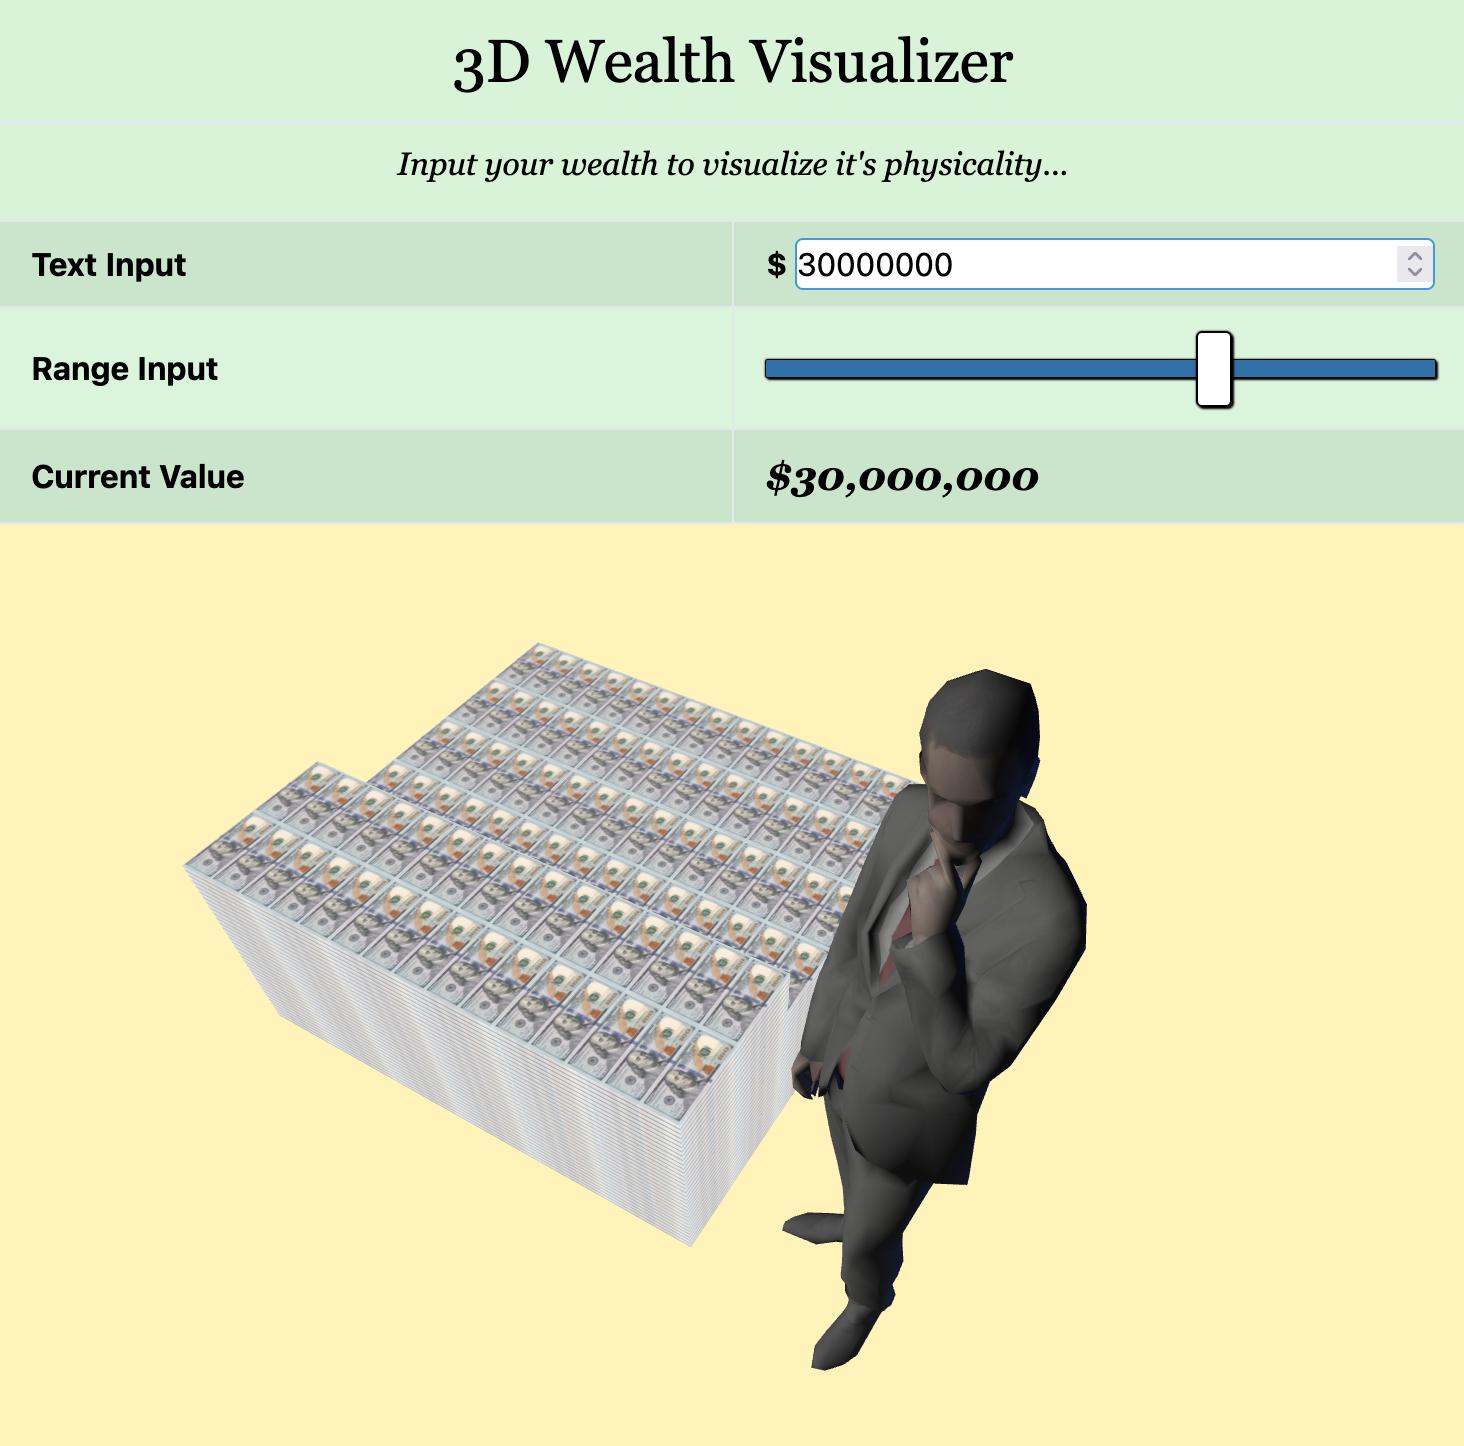 3D Wealth Visualizer
Input your wealth to visualize it's physicality...
Text Input
$ 30000000
Range Input
Current Value
$30,000,000